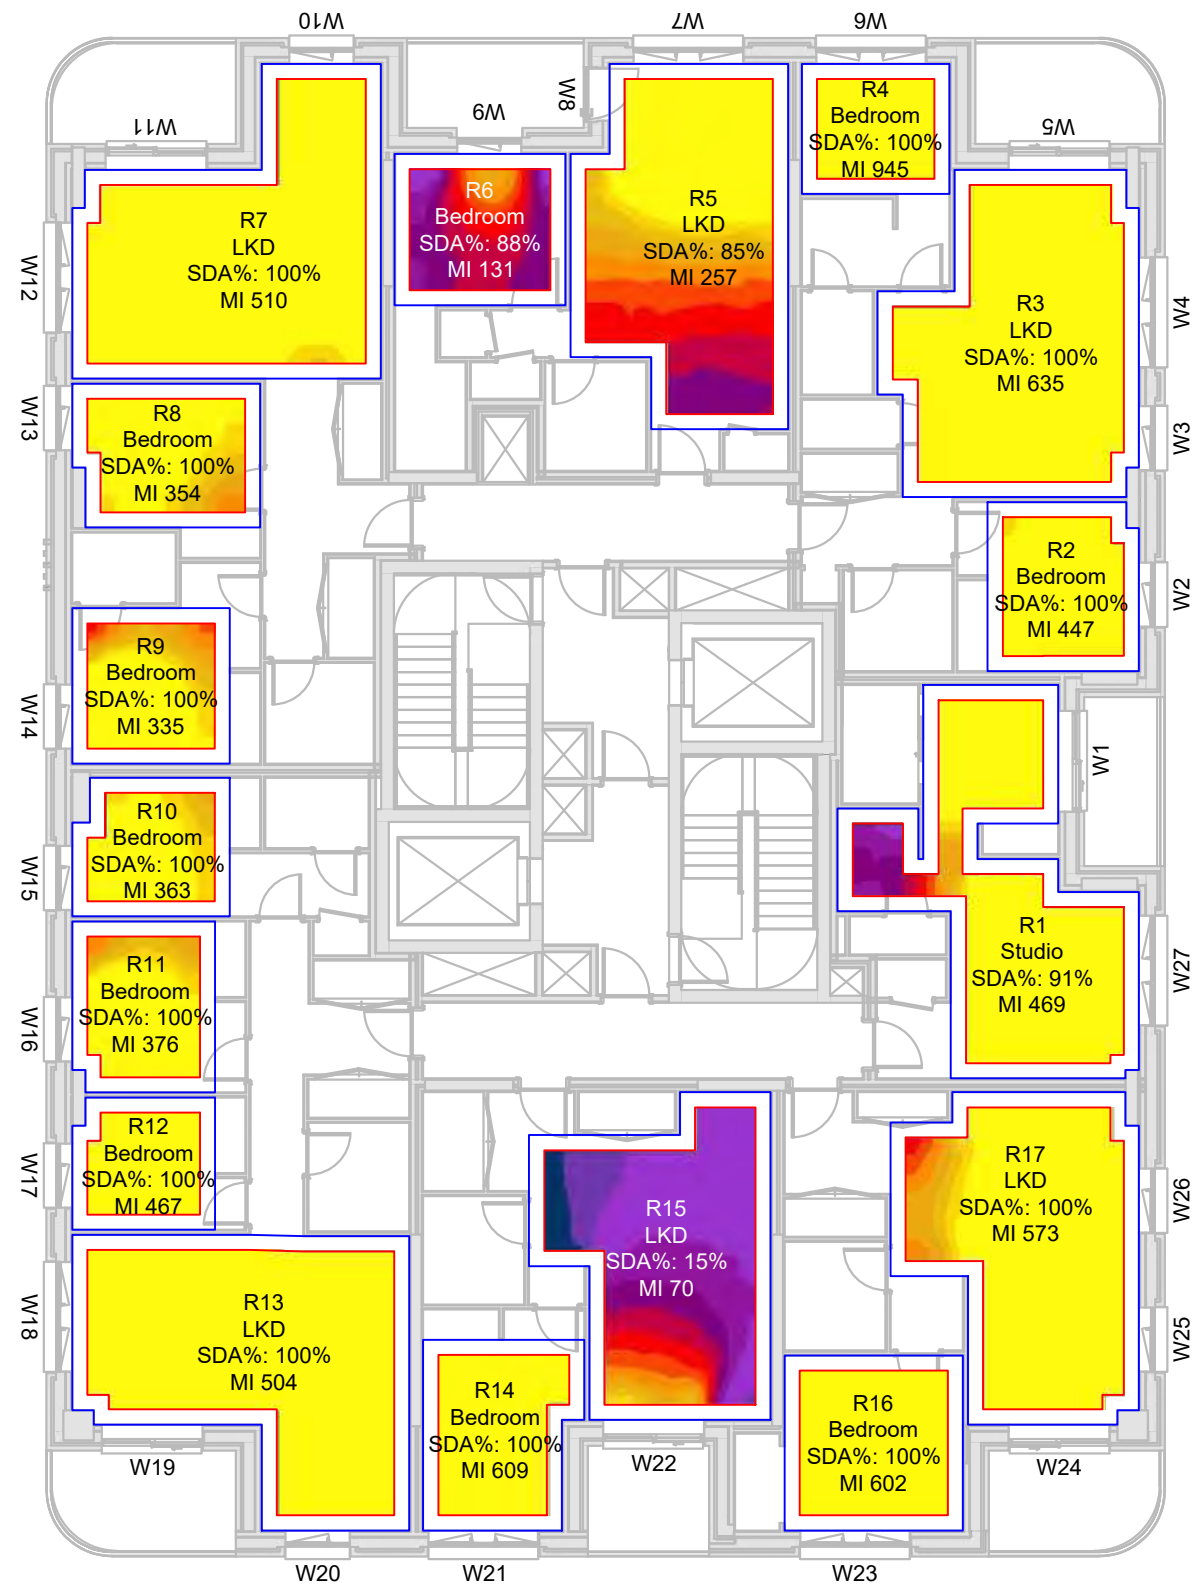 W10
W7
W6
W8
W9
W11
W5
R4
Bedroom
SDA%: 100%
MI 945
R6
Bedroom
SDA%: 88%
MI 131
R5
LKD
SDA%: 85%
MI 257
R7
LKD
SDA%: 100%
MI 510
W12
R3
LKD
SDA%: 100%
MI 635
W4
W13
R8
Bedroom
SDA%: 100%
MI 354
W3
R2
Bedroom
SDA%: 100%
MI 447
W2
R9
Bedroom
SDA%: 100%
MI 335
W14
W1
R10
Bedroom
SDA%: 100%
MI 363
W15
R1
Studio
SDA%: 91%
MI 469
W27
R11
Bedroom
SDA%: 100%
MI 376
W16
R12
Bedroom
SDA%: 100%
MI 467
W17
R15
LKD
SDA%: 15%
MI 70
R17
LKD
SDA%: 100%
MI 573
W26
W18
R13
LKD
SDA%: 100%
MI 504
W25
R14
Bedroom
SDA%: 100%
MI 609
R16
Bedroom
SDA%: 100%
MI 602
W19
W22
W24
W20
W21
W23